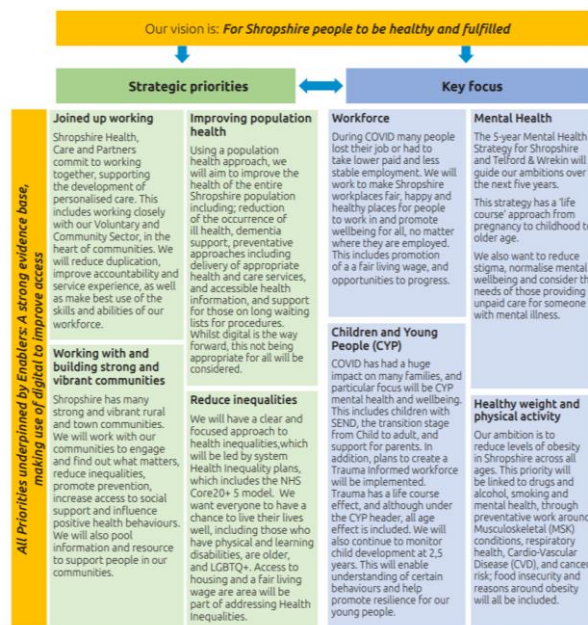 Our vision is: For Shropshire people to be healthy and fulfilled
Strategic priorities
Key focus
All Priorities underpinned by Enablers: A strong evidence base,
making use of digital to improve access
Joined up working
Shropshire Health,
Care and Partners
commit to working
together, supporting
the development of
personalised care. This
includes working closely
with our Voluntary and
Community Sector, in the
heart of communities. We
will reduce duplication,
improve accountability and
service experience, as well
as make best use of the
skills and abilities of our
workforce.
Working with and
building strong and
vibrant communities
Shropshire has many
strong and vibrant rural
and town communities.
We will work with our
communities to engage
and find out what matters,
reduce inequalities,
promote prevention,
increase access to social
support and influence
positive health behaviours.
We will also pool
information and resource
to support people in our
communities.
Improving population
health
Using a population
health approach, we
will aim to improve the
health of the entire
Shropshire population
including; reduction
of the occurrence of
ill health, dementia
support, preventative
approaches including
delivery of appropriate
health and care services,
and accessible health
information, and support
for those on long waiting
lists for procedures.
Whilst digital is the way
forward, this not being
appropriate for all will be
considered.
Reduce inequalities
We will have a clear and
focused approach to
health inequalities,which
will be led by system
Health Inequality plans,
which includes the NHS
Core20+ 5 model. We
want everyone to have a
chance to live their lives
well, including those who
have physical and learning
disabilities, are older,
and LGBTQ+. Access to
housing and a fair living
wage are area will be
part of addressing Health
Inequalities.
Workforce
During COVID many people
lost their job or had to
take lower paid and less
stable employment. We will
work to make Shropshire
workplaces fair, happy and
healthy places for people
to work in and promote
wellbeing for all, no matter
where they are employed.
This includes promotion
of a a fair living wage, and
opportunities to progress.
Children and Young
People (CYP)
COVID has had a huge
impact on many families, and
particular focus will be CYP
mental health and wellbeing.
This includes children with
SEND, the transition stage
from Child to adult, and
support for parents. In
addition, plans to create a
Trauma Informed workforce
will be implemented.
Trauma has a life course
effect, and although under
the CYP header, all age
effect is included. We will
also continue to monitor
child development at 2,5
years. This will enable
understanding of certain
behaviours and help
promote resilience for our
young people.
Mental Health
The 5-year Mental Health
Strategy for Shropshire
and Telford & Wrekin will
guide our ambitions over
the next five years.
This strategy has a 'life
course' approach from
pregnancy to childhood to
older age.
We also want to reduce
stigma, normalise mental
wellbeing and consider the
needs of those providing
unpaid care for someone
with mental illness.
Healthy weight and
physical activity
Our ambition is to
reduce levels of obesity
in Shropshire across all
ages. This priority will
be linked to drugs and
alcohol, smoking and
mental health, through
preventative work around
Musculoskeletal (MSK)
conditions, respiratory
health, Cardio-Vascular
Disease (CVD), and cancer
risk; food insecurity and
reasons around obesity
will all be included.